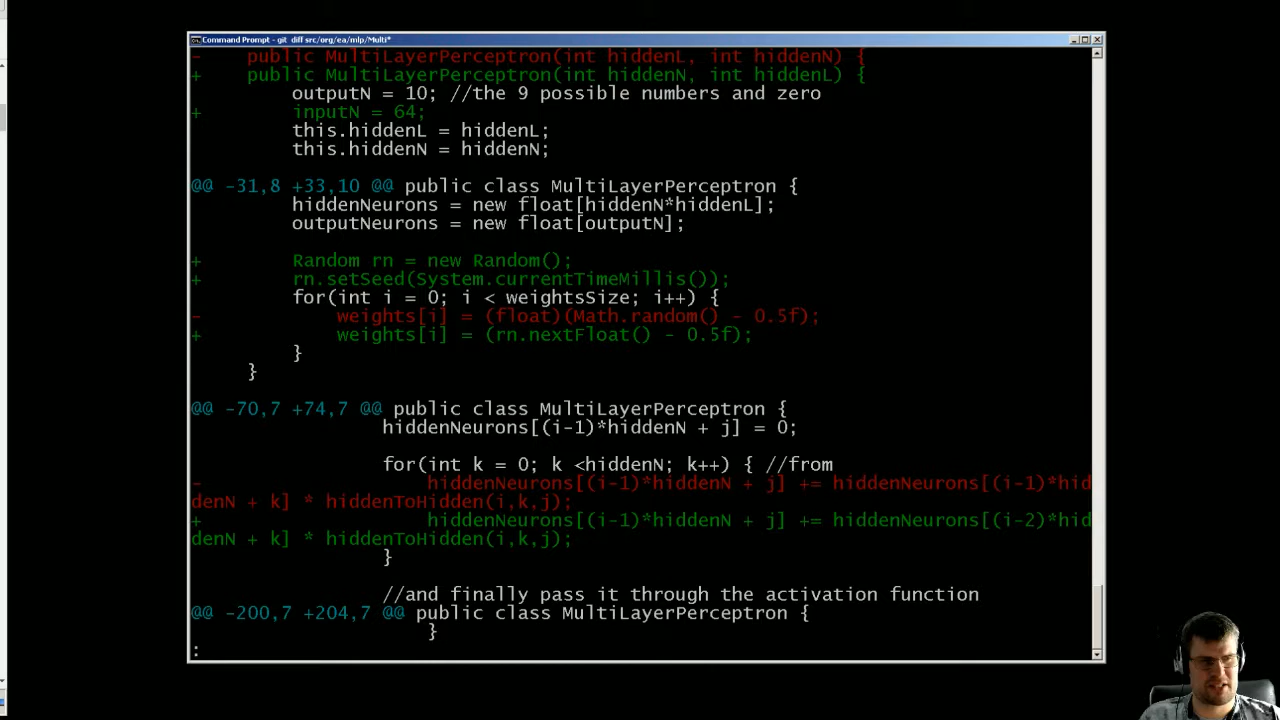 Command Prompt - git diff src/org/ea/mlp/Multi*
-    public MultiLayerPerceptron(int hiddenL, int hiddenN) {
+    public MultiLayerPerceptron(int hiddenN, int hiddenL) {
outputN = 10; //the 9 possible numbers and zero
+        inputN = 64;
this.hiddenL = hiddenL;
this.hiddenN = hiddenN;
@@ -31,8 +33,10 @@ public class MultiLayerPerceptron {
hiddenNeurons = new float[hiddenN*hiddenL];
outputNeurons = new float[outputN];
+        Random rn = new Random();
+        rn.setSeed(System.currentTimeMillis());
for(int i = 0; i < weightsSize; i++) {
-            weights[i] = (float)(Math.random() - 0.5f);
+            weights[i] = (rn.nextFloat() - 0.5f);
}
}
@@ -70,7 +74,7 @@ public class MultiLayerPerceptron {
hiddenNeurons[(i-1)*hiddenN + j] = 0;
for(int k = 0; k <hiddenN; k++) { //from
-                    hiddenNeurons[(i-1)*hiddenN + j] += hiddenNeurons[(i-1)*hid
denN + k] * hiddenToHidden(i,k,j);
+                    hiddenNeurons[(i-1)*hiddenN + j] += hiddenNeurons[(i-2)*hid
denN + k] * hiddenToHidden(i,k,j);
}
//and finally pass it through the activation function
@@ -200,7 +204,7 @@ public class MultiLayerPerceptron {
}
: